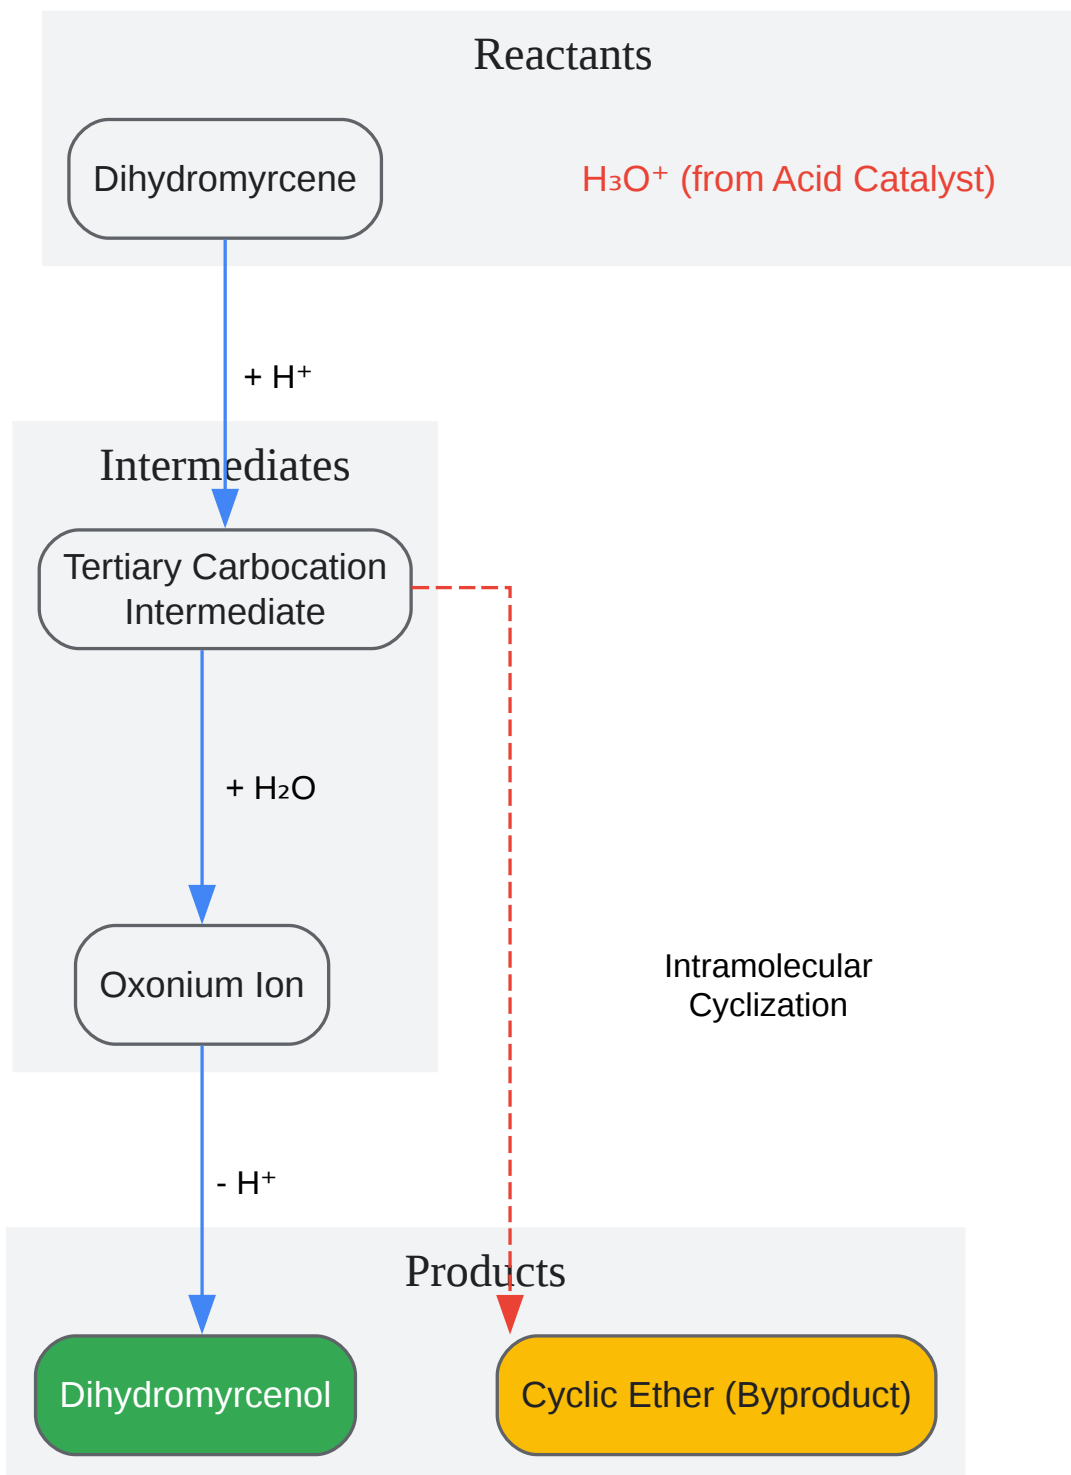 Reactants
Dihydromyrcene
H₃O⁺ (from Acid Catalyst)
+ H⁺
Intermediates
Tertiary Carbocation
Intermediate
+ H₂O
Oxonium Ion
Intramolecular
Cyclization
- H⁺
Products
Dihydromyrcenol
Cyclic Ether (Byproduct)